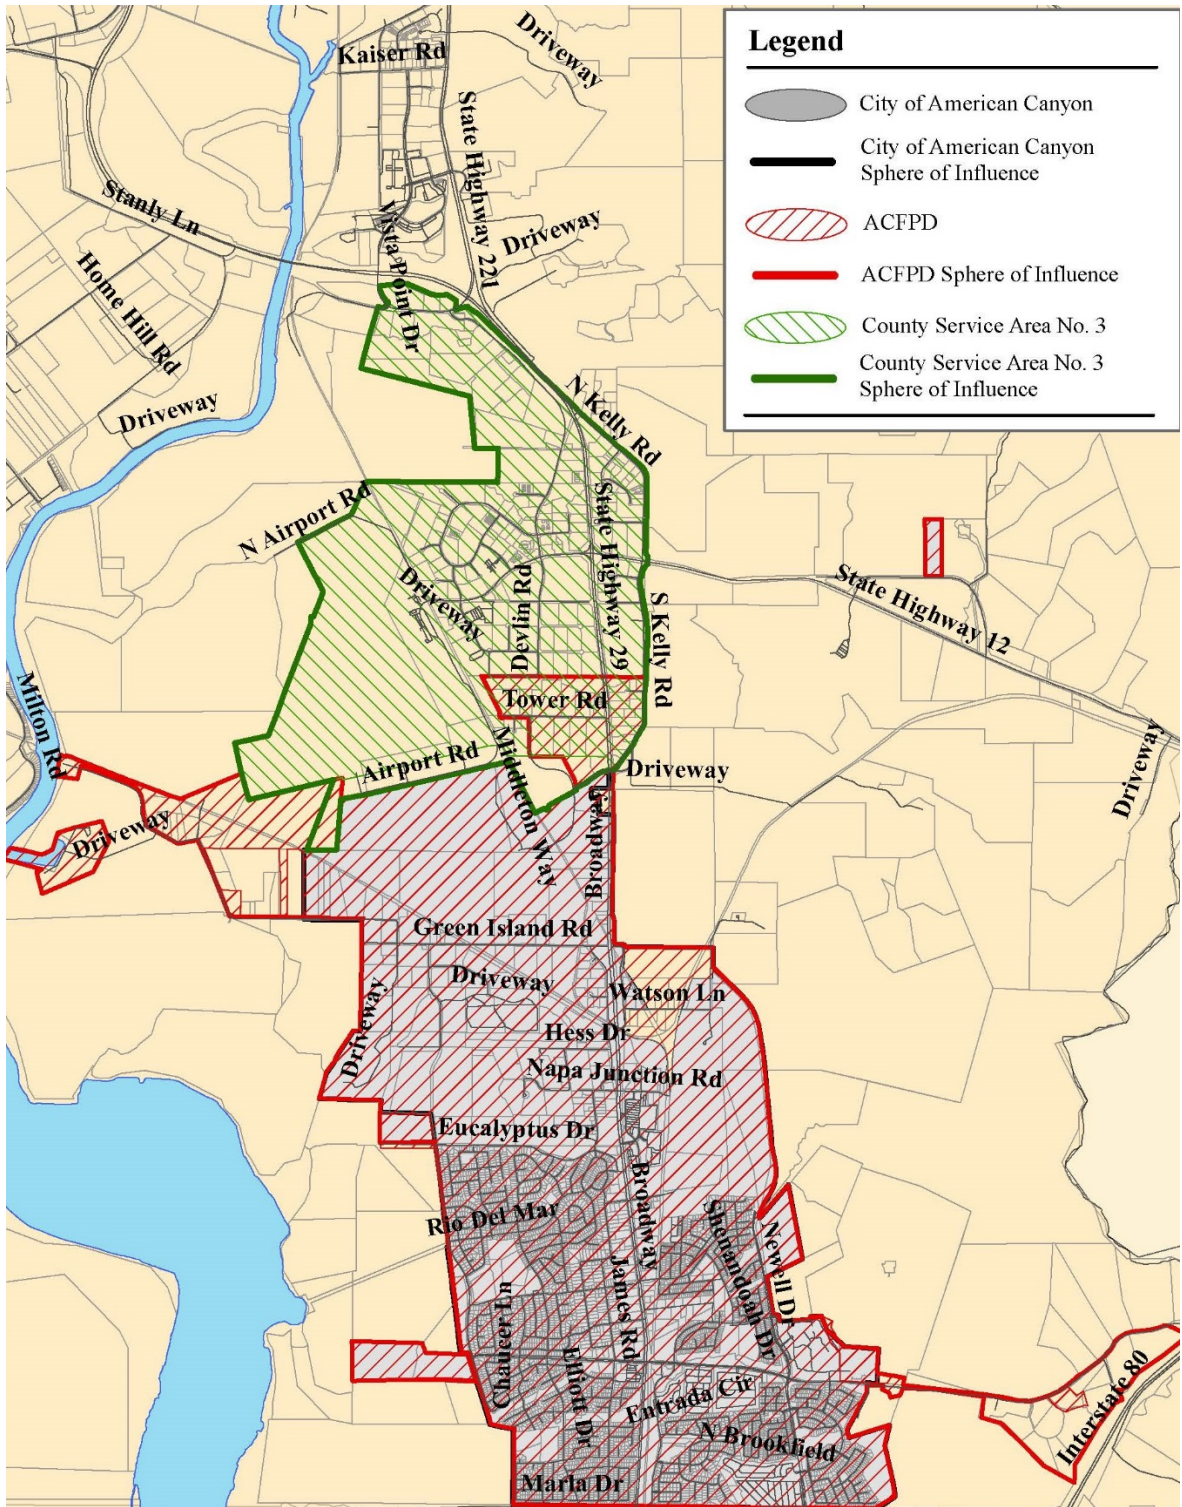 Legend
City of American Canyon
City of American Canyon
Sphere of Influence
ACFPD
ACFPD Sphere of Influence
County Service Area No. 3
County Service Area No. 3
Sphere of Influence
Kaiser Rd
Driveway
State Highway 221
Stanly Ln
Vista Point Dr
Driveway
Home Hill Rd
Driveway
N Kelly Rd
N Airport Rd
State Highway 29
Driveway
Devlin Rd
S Kelly Rd
State Highway 12
Tower Rd
Milton Rd
Airport Rd
Middleton Way
Driveway
Driveway
Driveway
Broadway
Green Island Rd
Driveway
Watson Ln
Driveway
Hess Dr
Napa Junction Rd
Eucalyptus Dr
Broadway
Rio Del Mar
Shenandoah Dr
Newell Dr
James Rd
Chaucer Ln
Elliott Dr
Entrada Cir
Interstate 80
N Brookfield
Marla Dr